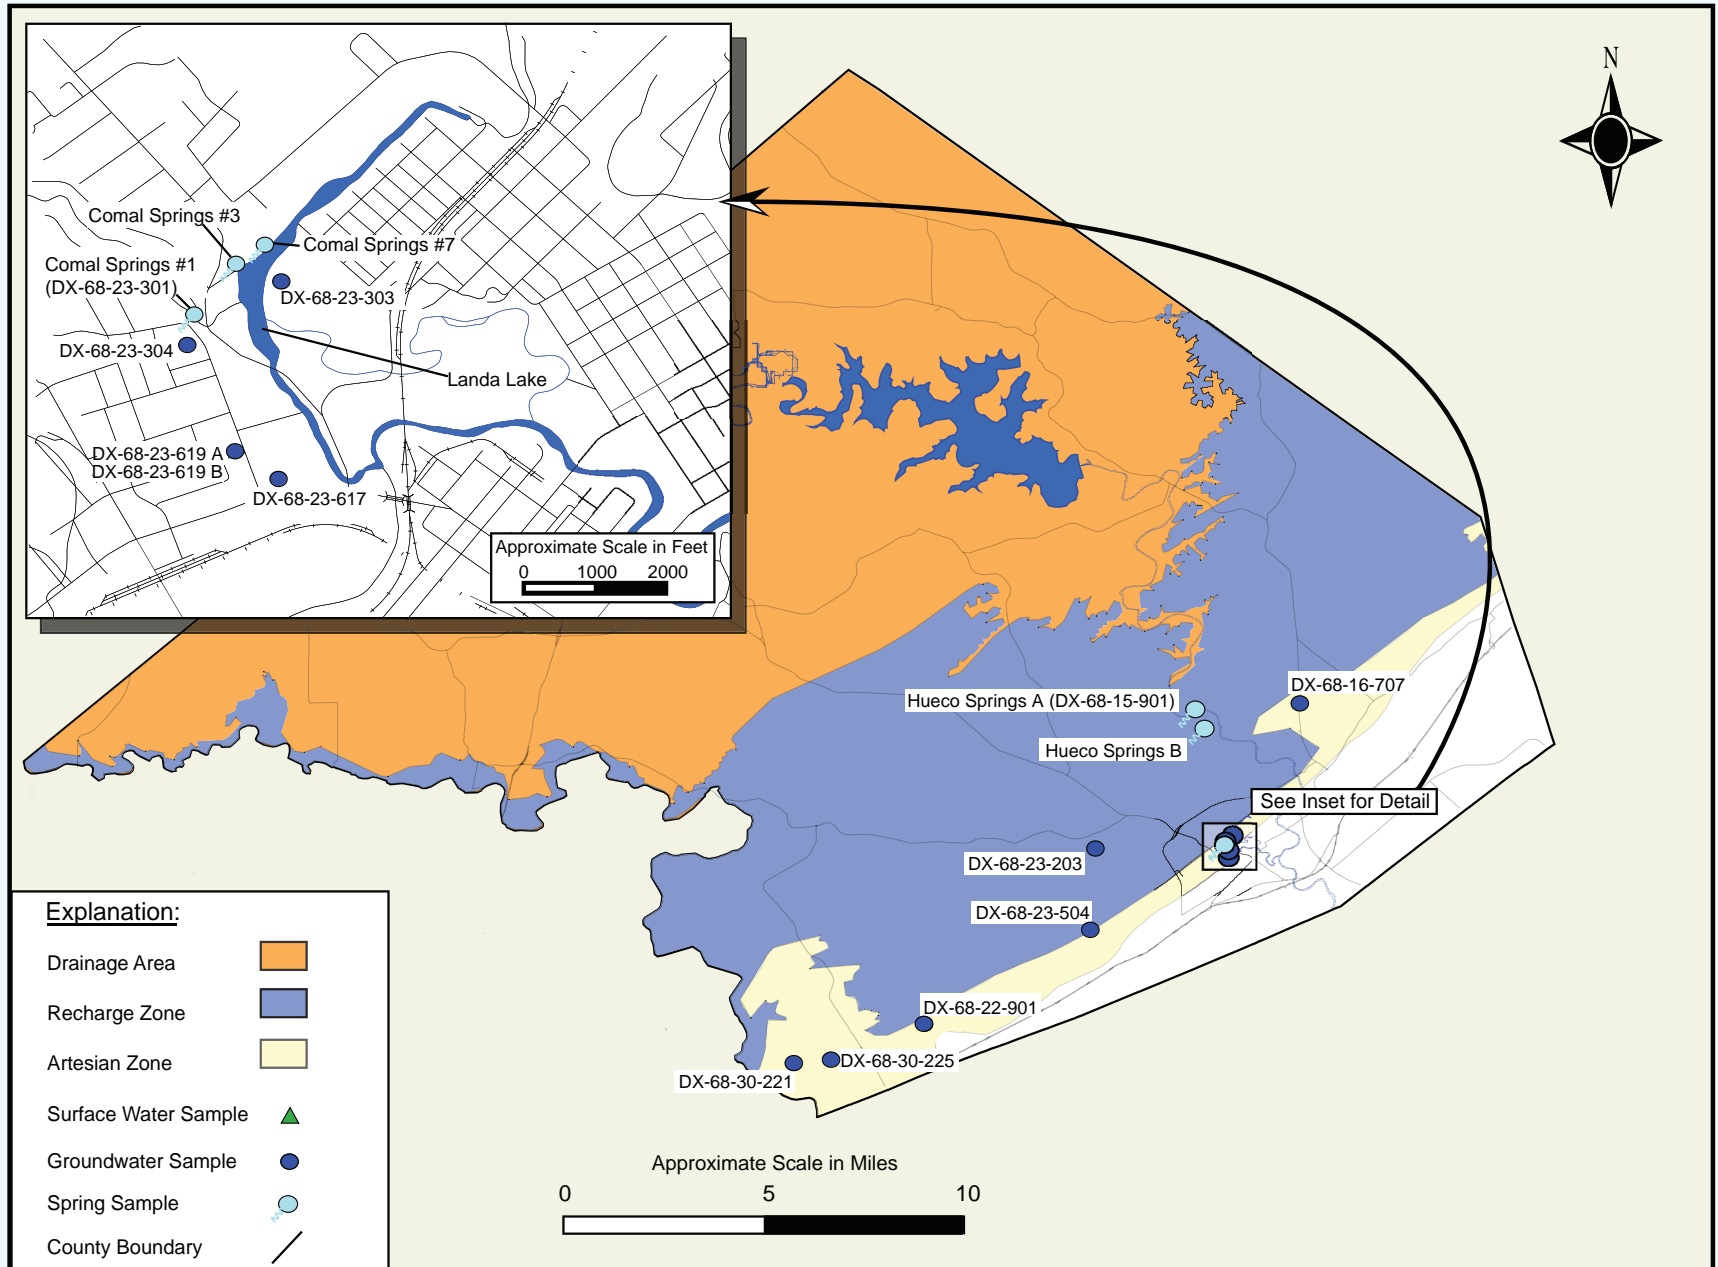 N
Comal Springs #3
Comal Springs #7
Comal Springs #1
(DX-68-23-301)
DX-68-23-303
DX-68-23-304
Landa Lake
DX-68-23-619 A
DX-68-23-619 B
DX-68-23-617
Approximate Scale in Feet
0 1000 2000
DX-68-16-707
Hueco Springs A (DX-68-15-901)
Hueco Springs B
See Inset for Detail
DX-68-23-203
DX-68-23-504
DX-68-22-901
DX-68-30-225
DX-68-30-221
Explanation:
Drainage Area
Recharge Zone
Artesian Zone
Surface Water Sample
Groundwater Sample
Spring Sample
County Boundary
Approximate Scale in Miles
0 5 10